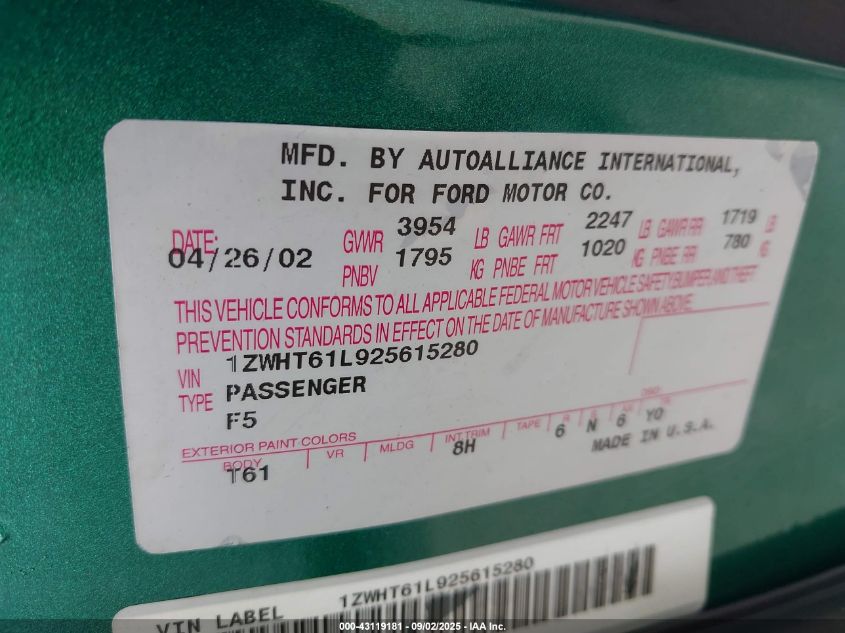 MFD. BY AUTOALLIANCE INTERNATIONAL,
INC. FOR FORD MOTOR CO.
DATE: GVWR 3954 LB GAWR FRT 2247 LB GAWR RR 1719 LB
04/26/02 PNBV 1795 KG PNBE FRT 1020 KG PNBE RR 780 KG
THIS VEHICLE CONFORMS TO ALL APPLICABLE FEDERAL MOTOR VEHICLE SAFETY,BUMPER,AND THEFT
PREVENTION STANDARDS IN EFFECT ON THE DATE OF MANUFACTURE SHOWN ABOVE.
VIN 1ZWHT61L925615280
TYPE PASSENGER
F5
EXTERIOR PAINT COLORS DSO
BODY VR MLDG INT TRIM TAPE R S AX TR
T61 8H 6 N 6 YO
MADE IN U.S.A.
VIN LABEL 1ZWHT61L925615280
000-43119181 - 09/02/2025 - IAA Inc.